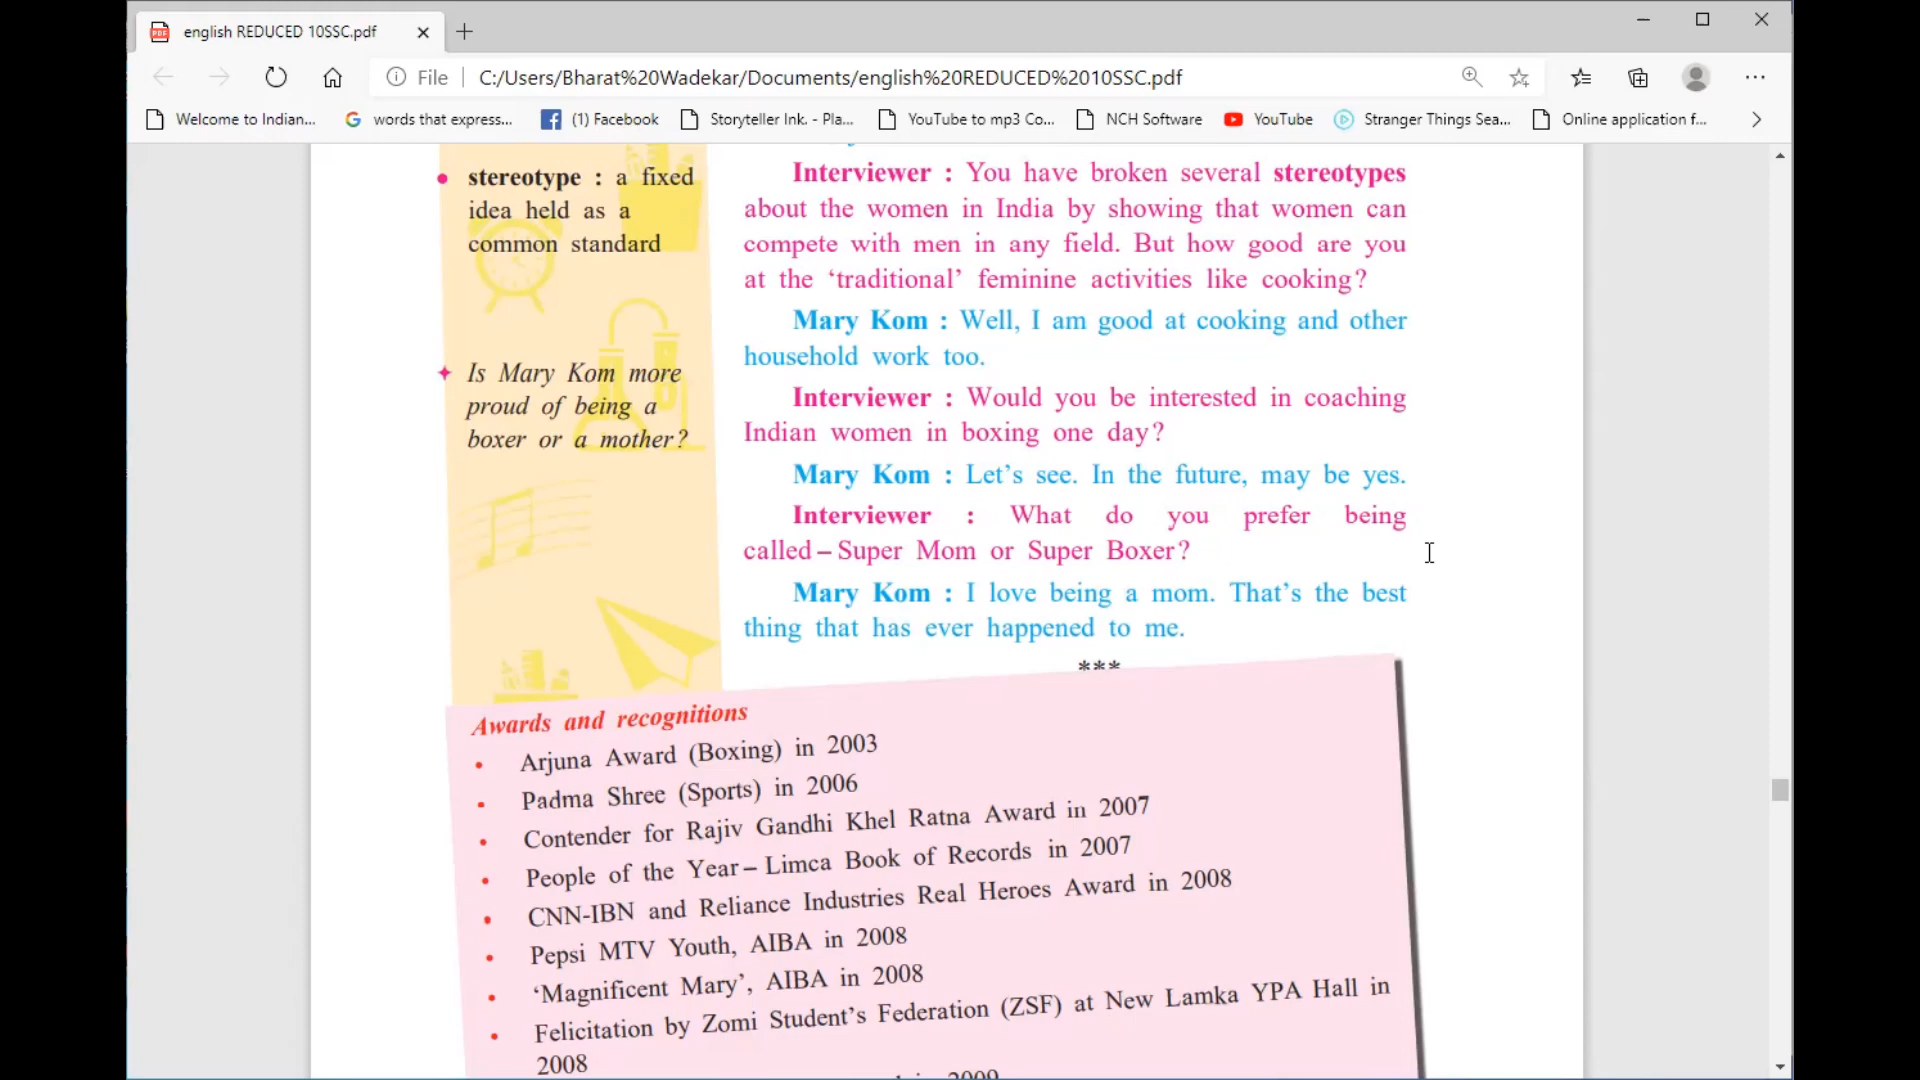 english REDUCED 10SSC.pdf
File C:/Users/Bharat%20Wadekar/Documents/english%20REDUCED%2010SSC.pdf
Welcome to Indian... words that express... (1) Facebook Storyteller Ink. - Pla... YouTube to mp3 Co... NCH Software YouTube Stranger Things Sea... Online application f...
stereotype : a fixed
idea held as a
common standard
Is Mary Kom more
proud of being a
boxer or a mother?
Interviewer : You have broken several stereotypes
about the women in India by showing that women can
compete with men in any field. But how good are you
at the ‘traditional’ feminine activities like cooking?
Mary Kom : Well, I am good at cooking and other
household work too.
Interviewer : Would you be interested in coaching
Indian women in boxing one day?
Mary Kom : Let’s see. In the future, may be yes.
Interviewer : What do you prefer being
called – Super Mom or Super Boxer?
Mary Kom : I love being a mom. That’s the best
thing that has ever happened to me.
***
Awards and recognitions
• Arjuna Award (Boxing) in 2003
• Padma Shree (Sports) in 2006
• Contender for Rajiv Gandhi Khel Ratna Award in 2007
• People of the Year – Limca Book of Records in 2007
• CNN-IBN and Reliance Industries Real Heroes Award in 2008
• Pepsi MTV Youth, AIBA in 2008
• ‘Magnificent Mary’, AIBA in 2008
• Felicitation by Zomi Student’s Federation (ZSF) at New Lamka YPA Hall in
2008
in 2009